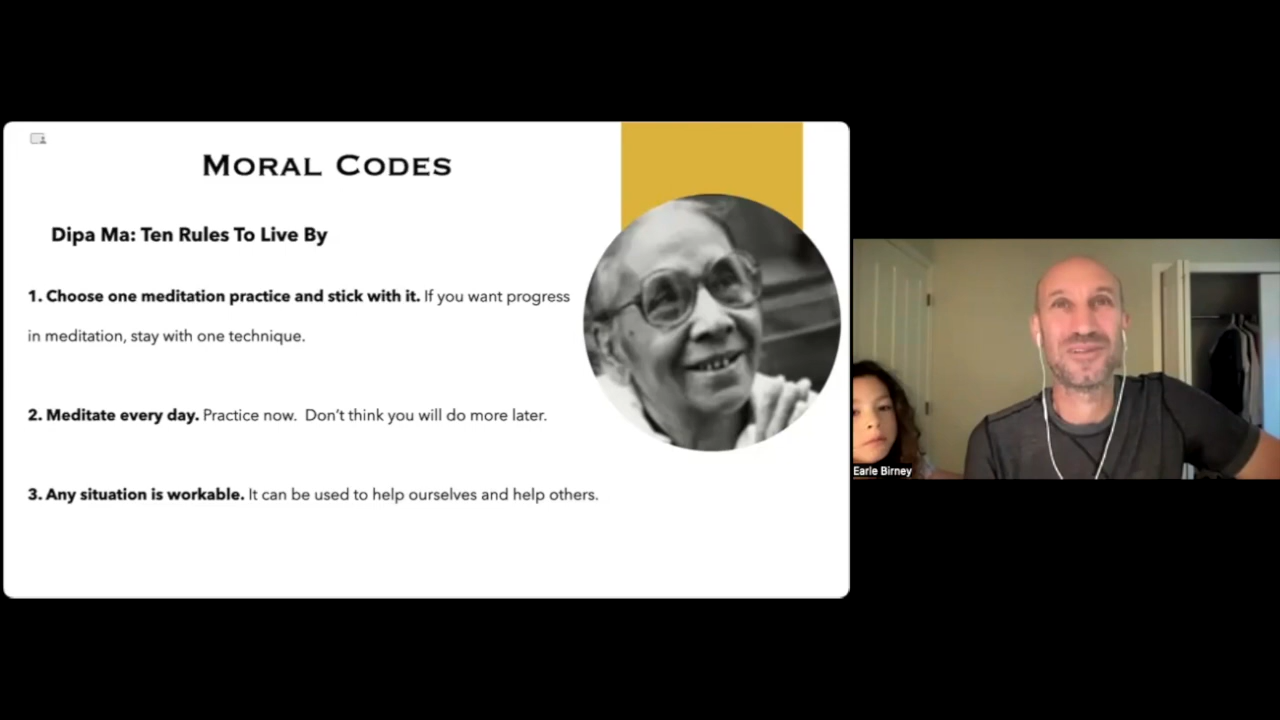 MORAL CODES
Dipa Ma: Ten Rules To Live By
1. Choose one meditation practice and stick with it. If you want progress
in meditation, stay with one technique.
2. Meditate every day. Practice now. Don't think you will do more later.
3. Any situation is workable. It can be used to help ourselves and help others.
Earle Birney